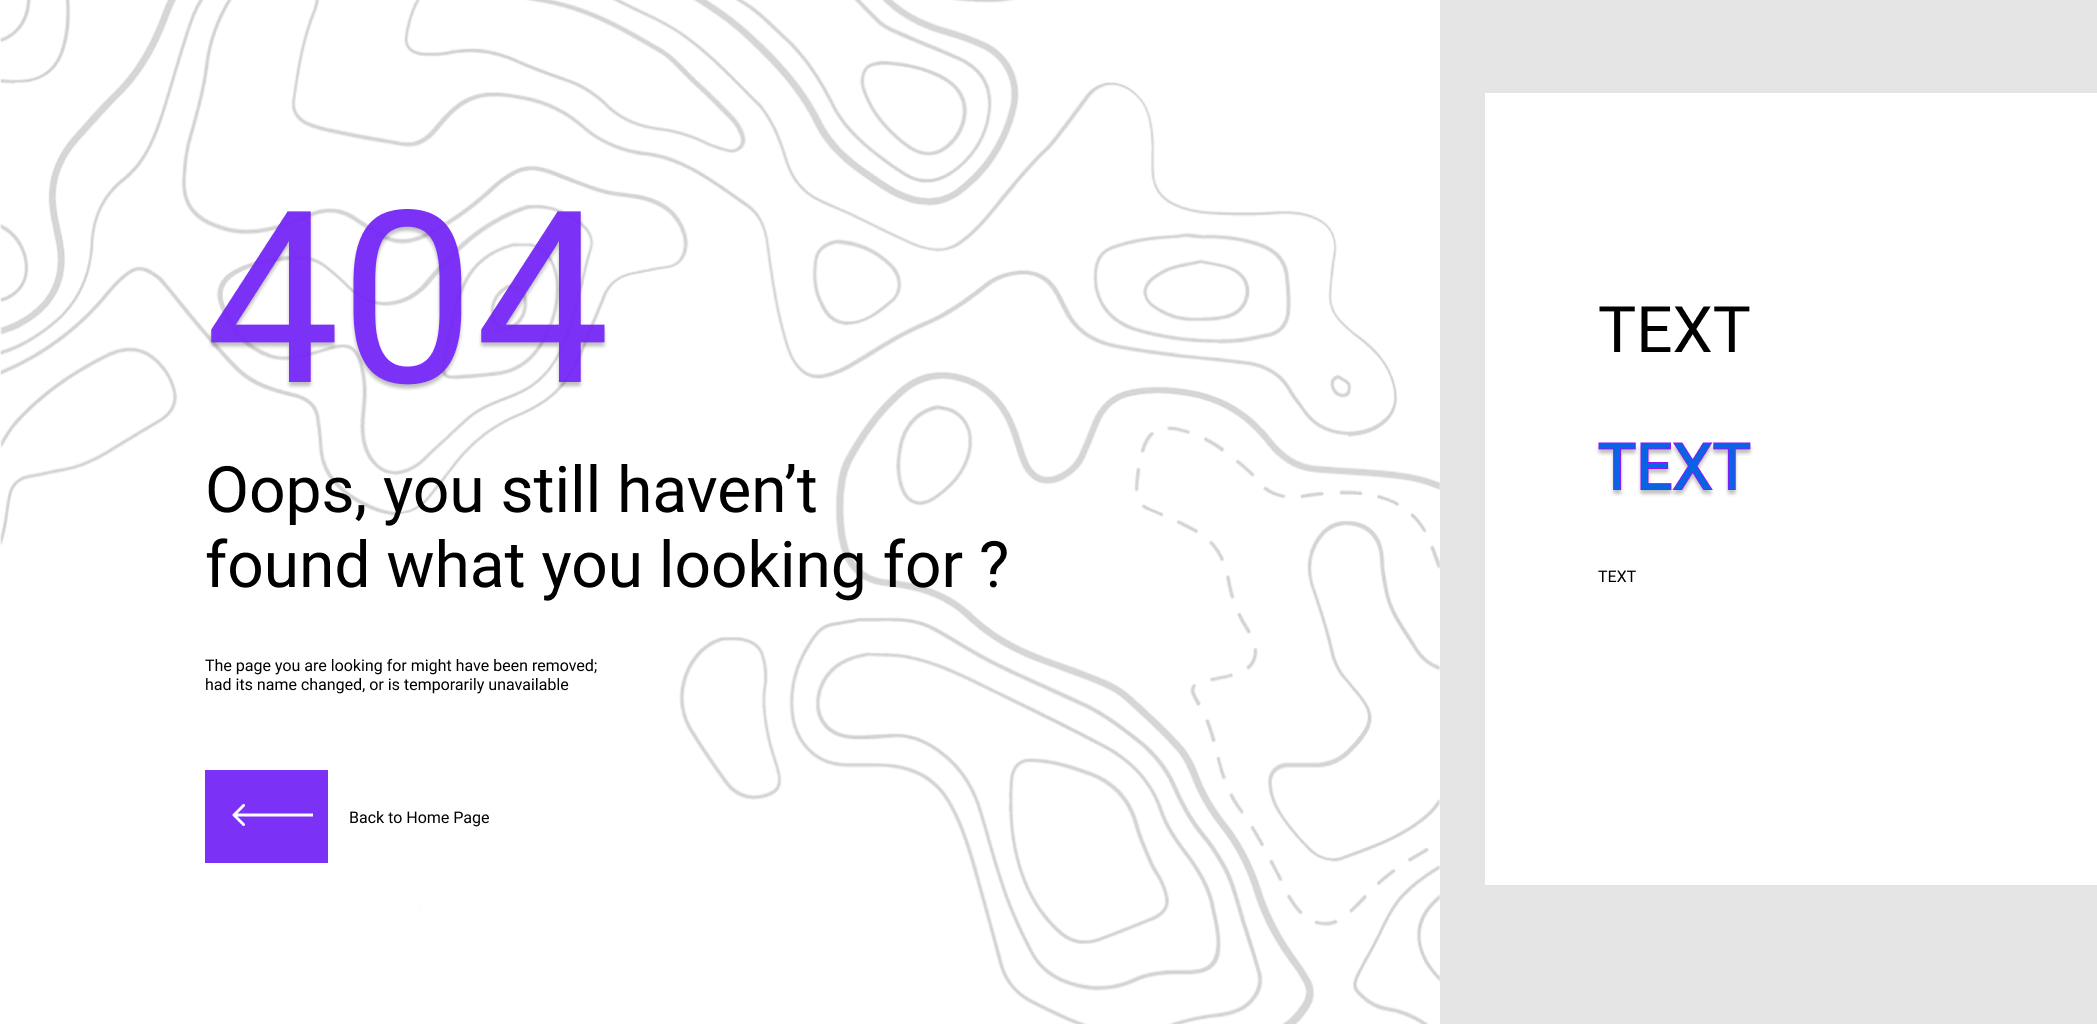 404
Oops, you still haven’t
found what you looking for ?
The page you are looking for might have been removed;
had its name changed, or is temporarily unavailable
Back to Home Page
TEXT
TEXT
TEXT